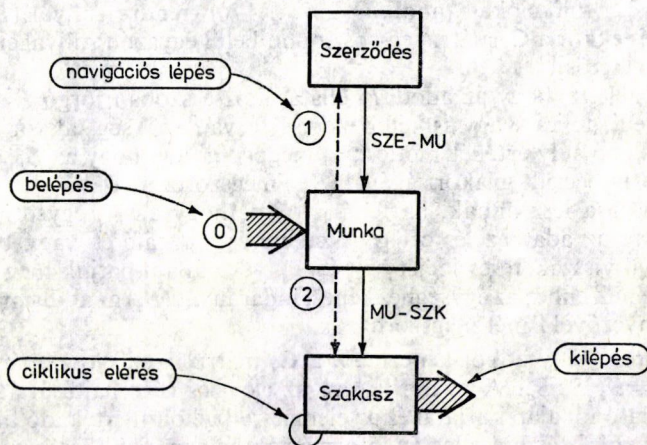 Szerződés
navigációs lépés
1
SZE-MU
belépés
0
Munka
2
MU-SZK
ciklikus elérés
Szakasz
kilépés